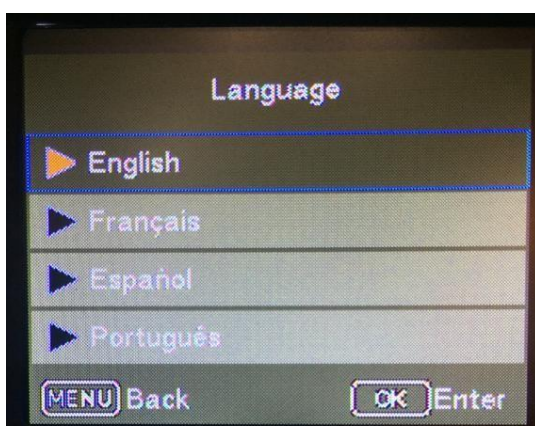 Language
English
Français
Español
Português
MENU Back OK Enter